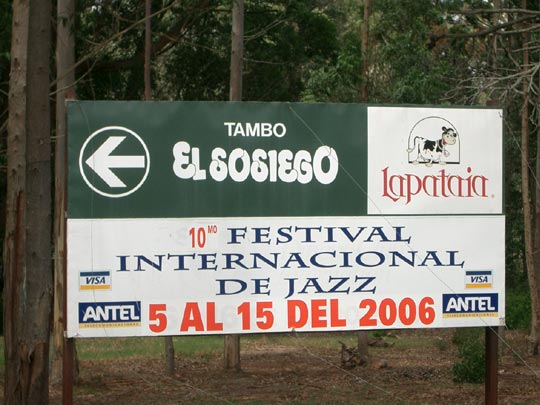 TAMBO
EL SOSIEGO
Lapataia
10MO FESTIVAL
INTERNACIONAL
DE JAZZ
VISA
VISA
ANTEL
ANTEL
5 AL 15 DEL 2006